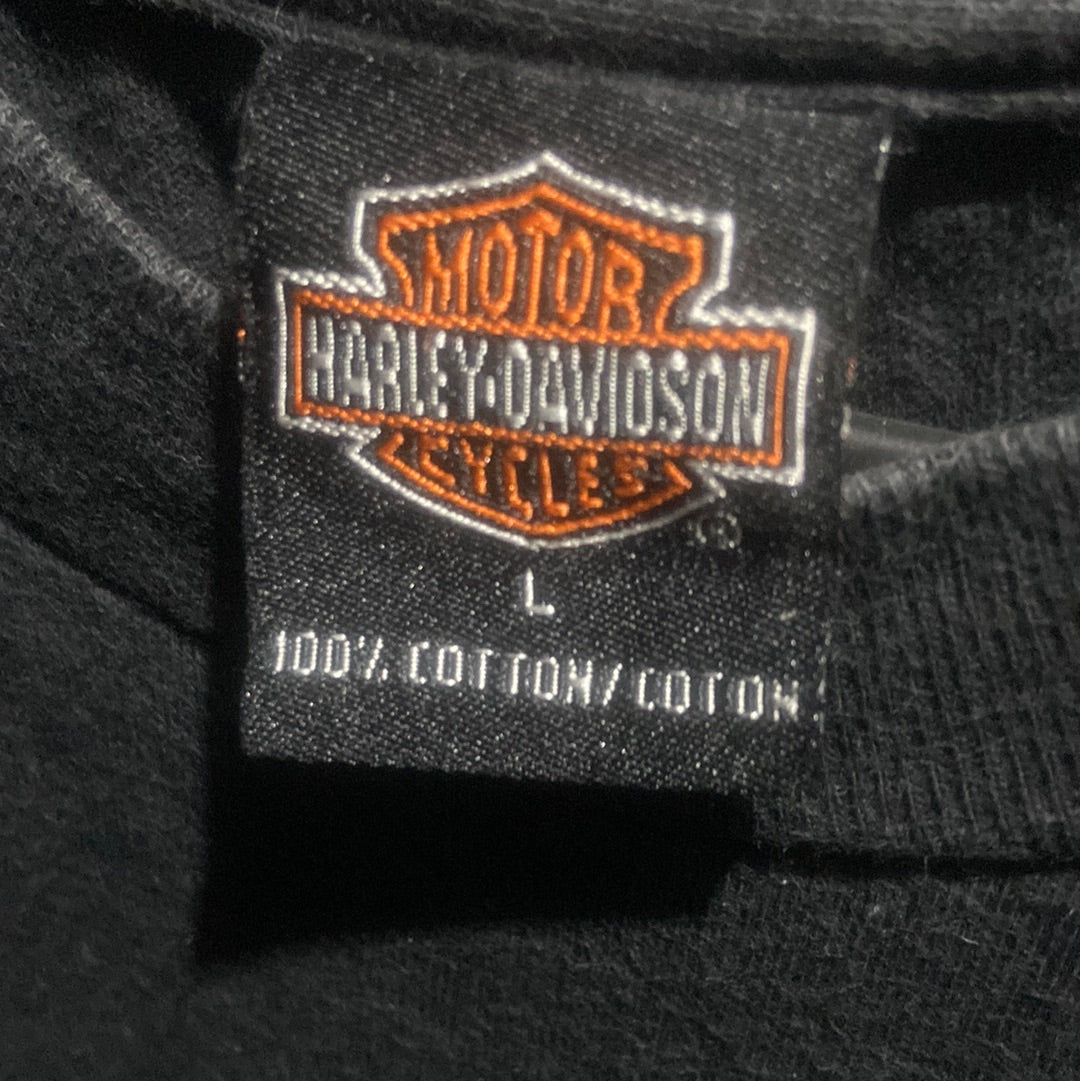 MOTOR
HARLEY-DAVIDSON
CYCLES
®
L
100% COTTON/COTON